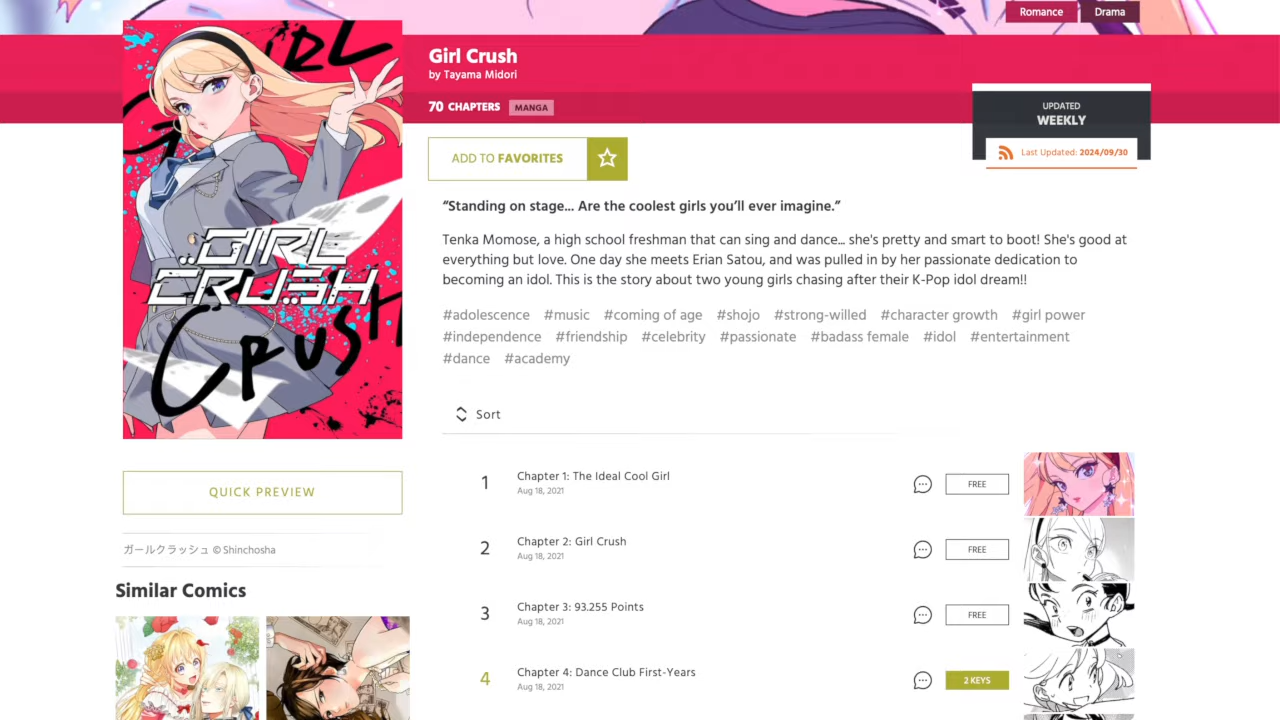 Romance
Drama
GIRL
CRUSH
GIRL
CRUSH
Girl Crush
by Tayama Midori
70 CHAPTERS MANGA
UPDATED
WEEKLY
Last Updated: 2024/09/30
ADD TO FAVORITES
“Standing on stage... Are the coolest girls you’ll ever imagine.”
Tenka Momose, a high school freshman that can sing and dance... she's pretty and smart to boot! She's good at
everything but love. One day she meets Erian Satou, and was pulled in by her passionate dedication to
becoming an idol. This is the story about two young girls chasing after their K-Pop idol dream!!
#adolescence #music #coming of age #shojo #strong-willed #character growth #girl power
#independence #friendship #celebrity #passionate #badass female #idol #entertainment
#dance #academy
Sort
1 Chapter 1: The Ideal Cool Girl FREE
Aug 18, 2021
2 Chapter 2: Girl Crush FREE
Aug 18, 2021
3 Chapter 3: 93.255 Points FREE
Aug 18, 2021
4 Chapter 4: Dance Club First-Years 2 KEYS
Aug 18, 2021
QUICK PREVIEW
ガールクラッシュ © Shinchosha
Similar Comics